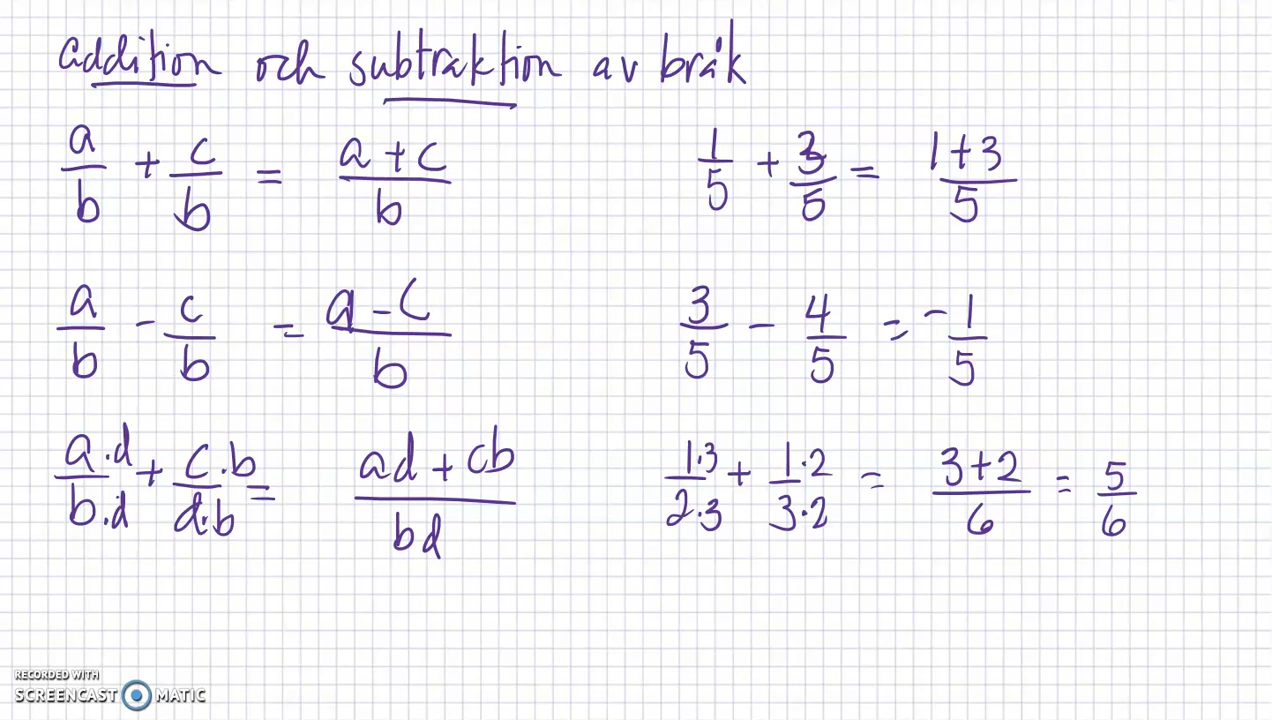 addition och subtraktion av bråk
a/b + c/b = a+c/b    1/5 + 3/5 = 1+3/5
a/b - c/b = a-c/b    3/5 - 4/5 = -1/5
a·d/b·d + c·b/d·b = ad+cb/bd    1·3/2·3 + 1·2/3·2 = 3+2/6 = 5/6
RECORDED WITH
SCREENCAST MATIC